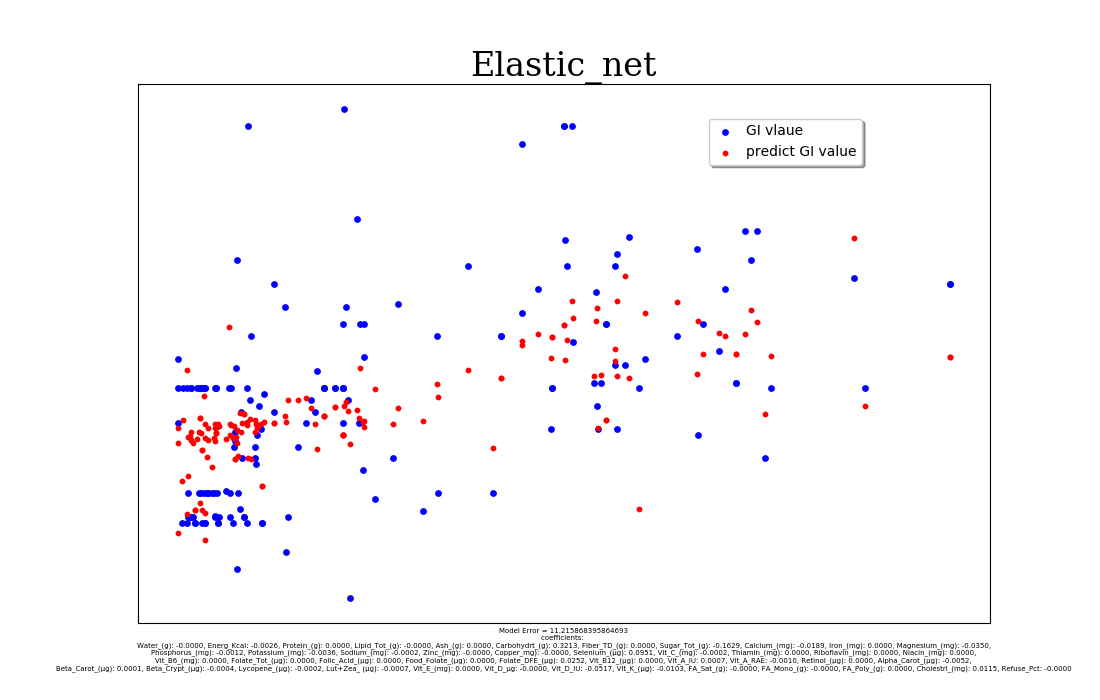 Elastic_net
GI vlaue
predict GI value
Model Error = 11.215868395864693
coefficients:
Water_(g): -0.0000, Energ_Kcal: -0.0026, Protein_(g): 0.0000, Lipid_Tot_(g): -0.0000, Ash_(g): 0.0000, Carbohydrt_(g): 0.3213, Fiber_TD_(g): 0.0000, Sugar_Tot_(g): -0.1629, Calcium_(mg): -0.0189, Iron_(mg): 0.0000, Magnesium_(mg): -0.0350,
Phosphorus_(mg): -0.0012, Potassium_(mg): -0.0036, Sodium_(mg): -0.0002, Zinc_(mg): -0.0000, Copper_mg): -0.0000, Selenium_(µg): 0.0951, Vit_C_(mg): -0.0002, Thiamin_(mg): 0.0000, Riboflavin_(mg): 0.0000, Niacin_(mg): 0.0000,
Vit_B6_(mg): 0.0000, Folate_Tot_(µg): 0.0000, Folic_Acid_(µg): 0.0000, Food_Folate_(µg): -0.0000, Folate_DFE_(µg): 0.0252, Vit_B12_(µg): 0.0000, Vit_A_IU: 0.0007, Vit_A_RAE: -0.0010, Retinol_(µg): 0.0000, Alpha_Carot_(µg): -0.0052,
Beta_Carot_(µg): 0.0001, Beta_Crypt_(µg): -0.0004, Lycopene_(µg): -0.0002, Lut+Zea_ (µg): -0.0007, Vit_E_(mg): 0.0000, Vit_D_µg: -0.0000, Vit_D_IU: -0.0517, Vit_K_(µg): -0.0103, FA_Sat_(g): -0.0000, FA_Mono_(g): -0.0000, FA_Poly_(g): 0.0000, Cholestrl_(mg): 0.0115, Refuse_Pct: -0.0000